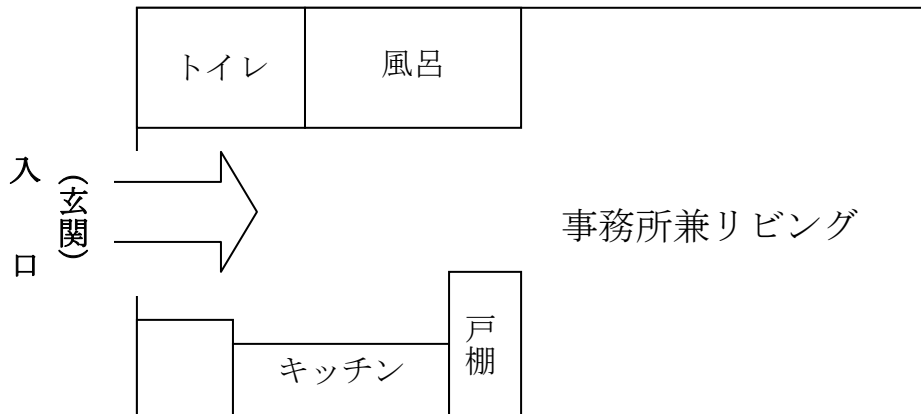 トイレ
風呂
入口
(玄関)
事務所兼リビング
戸棚
キッチン